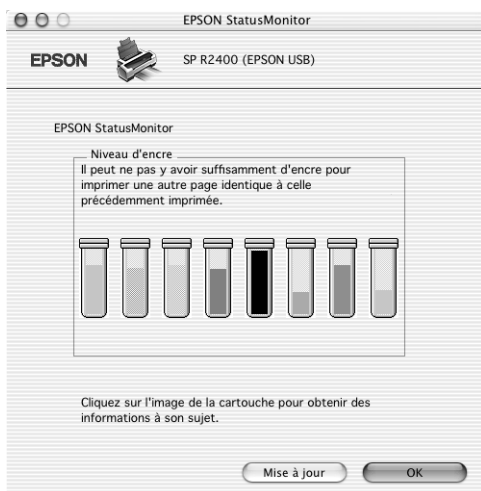 EPSON StatusMonitor
EPSON
SP R2400 (EPSON USB)
EPSON StatusMonitor
Niveau d'encre
Il peut ne pas y avoir suffisamment d'encre pour
imprimer une autre page identique à celle
précédemment imprimée.
Cliquez sur l'image de la cartouche pour obtenir des
informations à son sujet.
Mise à jour
OK